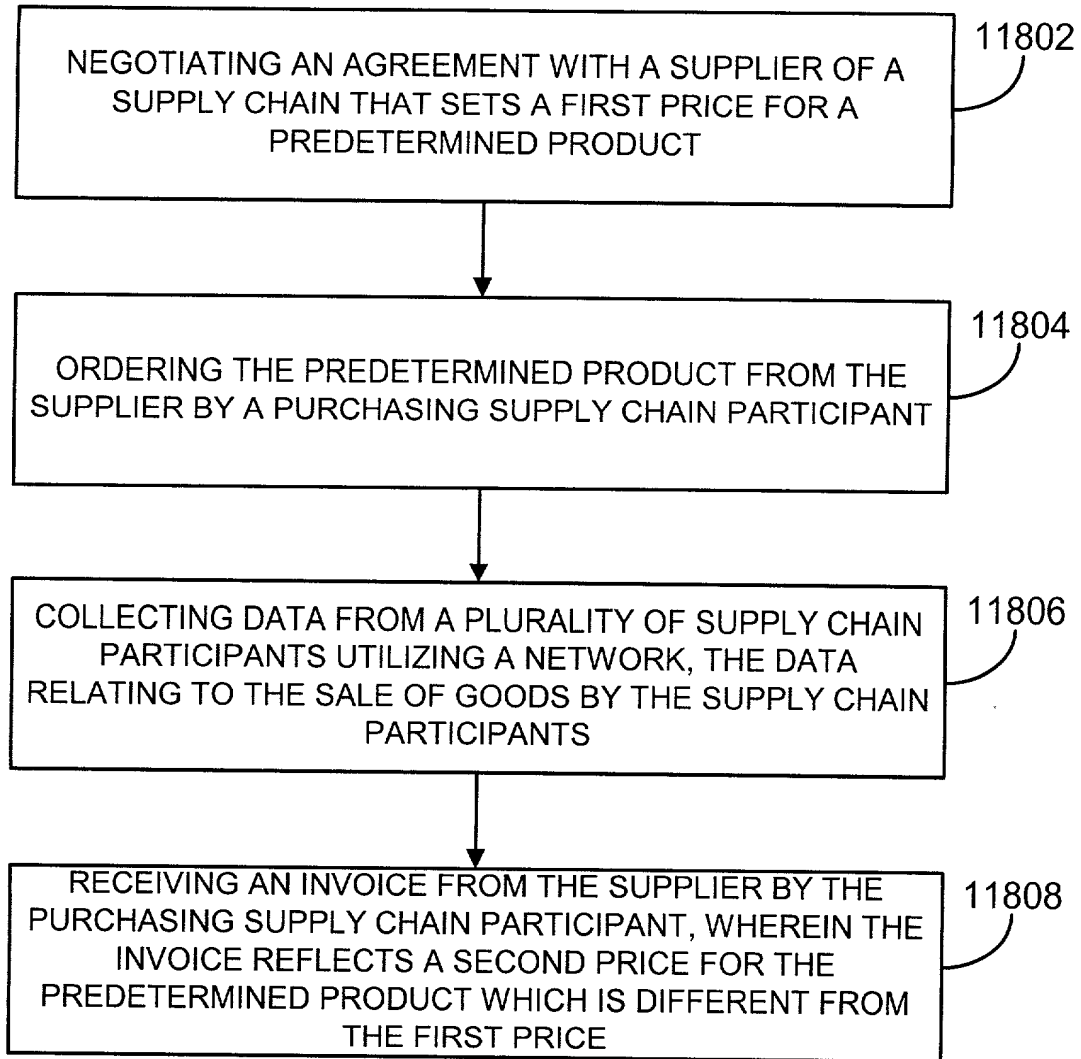 11802
NEGOTIATING AN AGREEMENT WITH A SUPPLIER OF A
SUPPLY CHAIN THAT SETS A FIRST PRICE FOR A
PREDETERMINED PRODUCT
11804
ORDERING THE PREDETERMINED PRODUCT FROM THE
SUPPLIER BY A PURCHASING SUPPLY CHAIN PARTICIPANT
11806
COLLECTING DATA FROM A PLURALITY OF SUPPLY CHAIN
PARTICIPANTS UTILIZING A NETWORK, THE DATA
RELATING TO THE SALE OF GOODS BY THE SUPPLY CHAIN
PARTICIPANTS
11808
RECEIVING AN INVOICE FROM THE SUPPLIER BY THE
PURCHASING SUPPLY CHAIN PARTICIPANT, WHEREIN THE
INVOICE REFLECTS A SECOND PRICE FOR THE
PREDETERMINED PRODUCT WHICH IS DIFFERENT FROM
THE FIRST PRICE